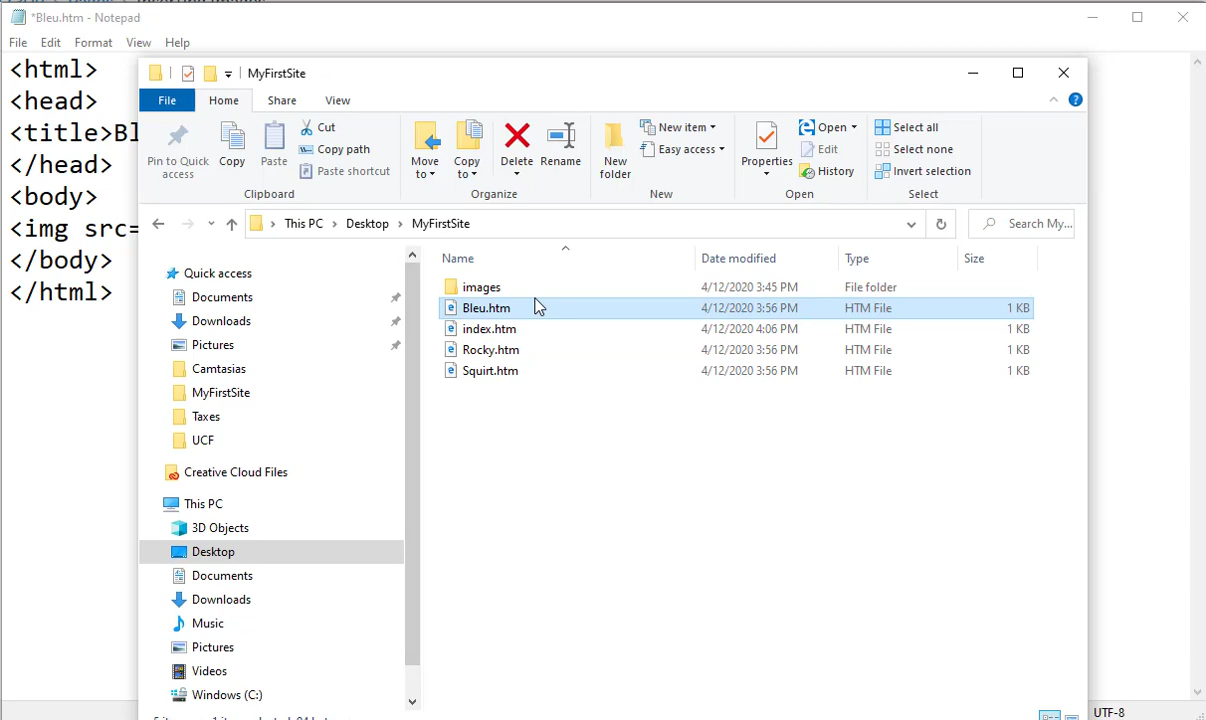 *Bleu.htm - Notepad
File Edit Format View Help
<html>
<head>
<title>Bl
</head>
<body>
<img src=
</body>
</html>
MyFirstSite
File Home Share View
Pin to Quick access
Copy
Paste
Cut
Copy path
Paste shortcut
Clipboard
Move to
Copy to
Delete
Rename
Organize
New folder
New item
Easy access
New
Properties
Open
Edit
History
Open
Select all
Select none
Invert selection
Select
This PC > Desktop > MyFirstSite
Search My...
Quick access
Documents
Downloads
Pictures
Camtasias
MyFirstSite
Taxes
UCF
Creative Cloud Files
This PC
3D Objects
Desktop
Documents
Downloads
Music
Pictures
Videos
Windows (C:)
Name Date modified Type Size
images 4/12/2020 3:45 PM File folder
Bleu.htm 4/12/2020 3:56 PM HTM File 1 KB
index.htm 4/12/2020 4:06 PM HTM File 1 KB
Rocky.htm 4/12/2020 3:56 PM HTM File 1 KB
Squirt.htm 4/12/2020 3:56 PM HTM File 1 KB
UTF-8